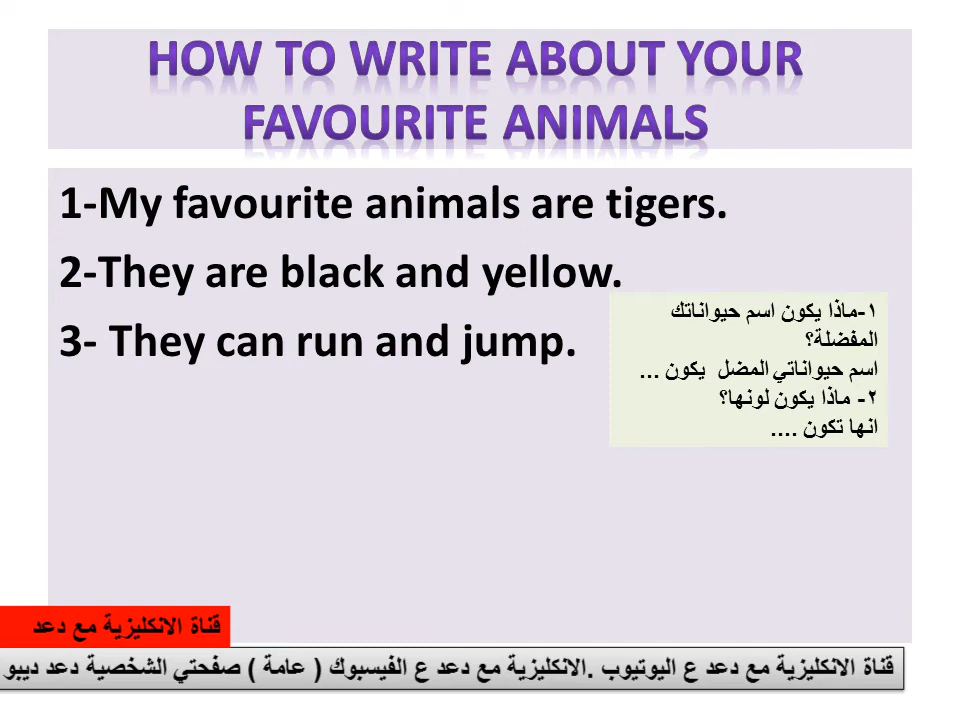 HOW TO WRITE ABOUT YOUR
FAVOURITE ANIMALS
1-My favourite animals are tigers.
2-They are black and yellow.
3- They can run and jump.
١-ماذا يكون اسم حيواناتك
المفضلة؟
اسم حيواناتي المضل يكون ...
٢- ماذا يكون لونها؟
انها تكون ....
قناة الانكليزية مع دعد
قناة الانكليزية مع دعد ع اليوتيوب .الانكليزية مع دعد ع الفيسبوك ( عامة ) صفحتي الشخصية دعد ديبو